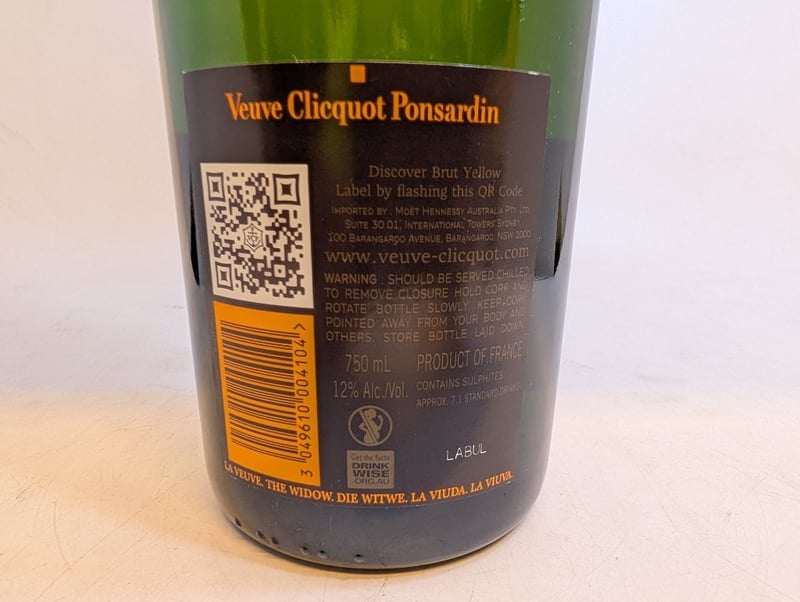 Veuve Clicquot Ponsardin
Discover Brut Yellow
Label by flashing this QR Code
IMPORTED BY : MOËT HENNESSY AUSTRALIA PTY. LTD,
SUITE 30.01, INTERNATIONAL TOWERS SYDNEY
100 BARANGAROO AVENUE, BARANGAROO, NSW 2000
www.veuve-clicquot.com
WARNING : SHOULD BE SERVED CHILLED
TO REMOVE CLOSURE HOLD CORK AND
ROTATE BOTTLE SLOWLY. KEEP CORK
POINTED AWAY FROM YOUR BODY AND
OTHERS. STORE BOTTLE LAID DOWN.
750 mL
PRODUCT OF FRANCE
12% Alc./Vol.
CONTAINS SULPHITES
APPROX. 7.1 STANDARD DRINKS
3 049610 004104 >
Get the facts
DRINK
WISE
.ORG.AU
LABUL
LA VEUVE. THE WIDOW. DIE WITWE. LA VIUDA. LA VIUVA.